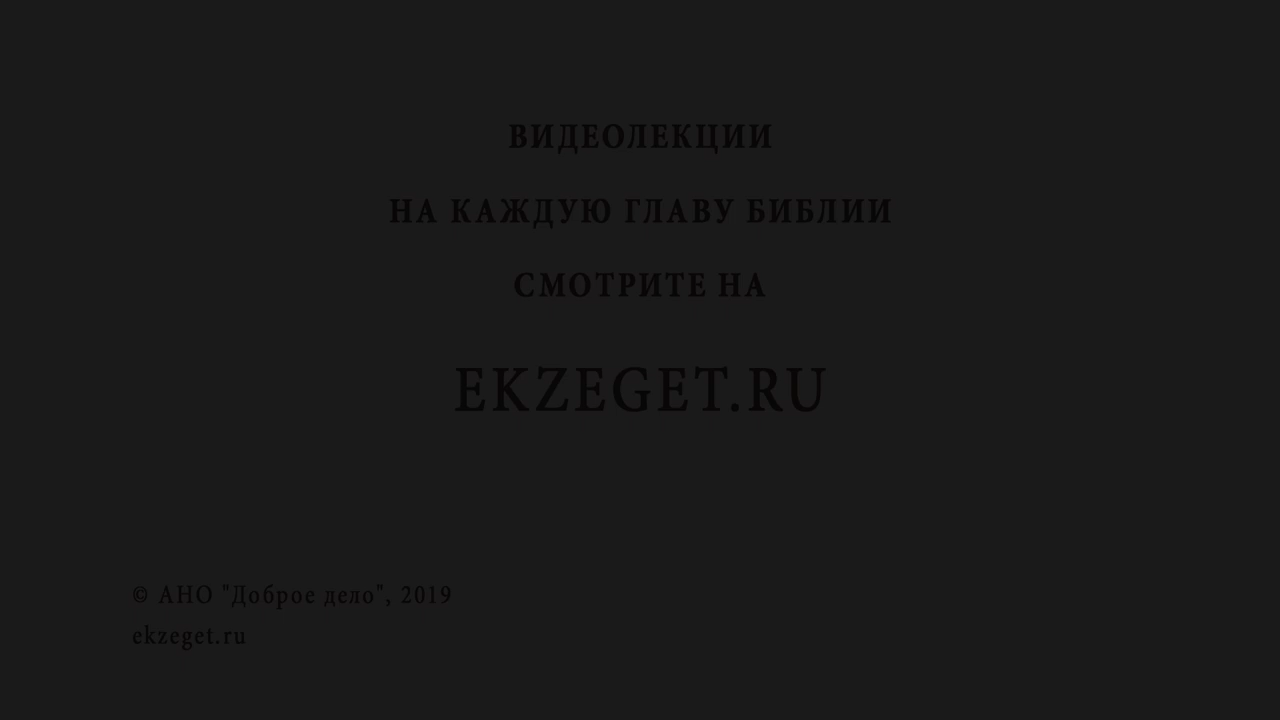 ВИДЕОЛЕКЦИИ
НА КАЖДУЮ ГЛАВУ БИБЛИИ
СМОТРИТЕ НА
EKZEGET.RU
© АНО "Доброе дело", 2019
ekzeget.ru